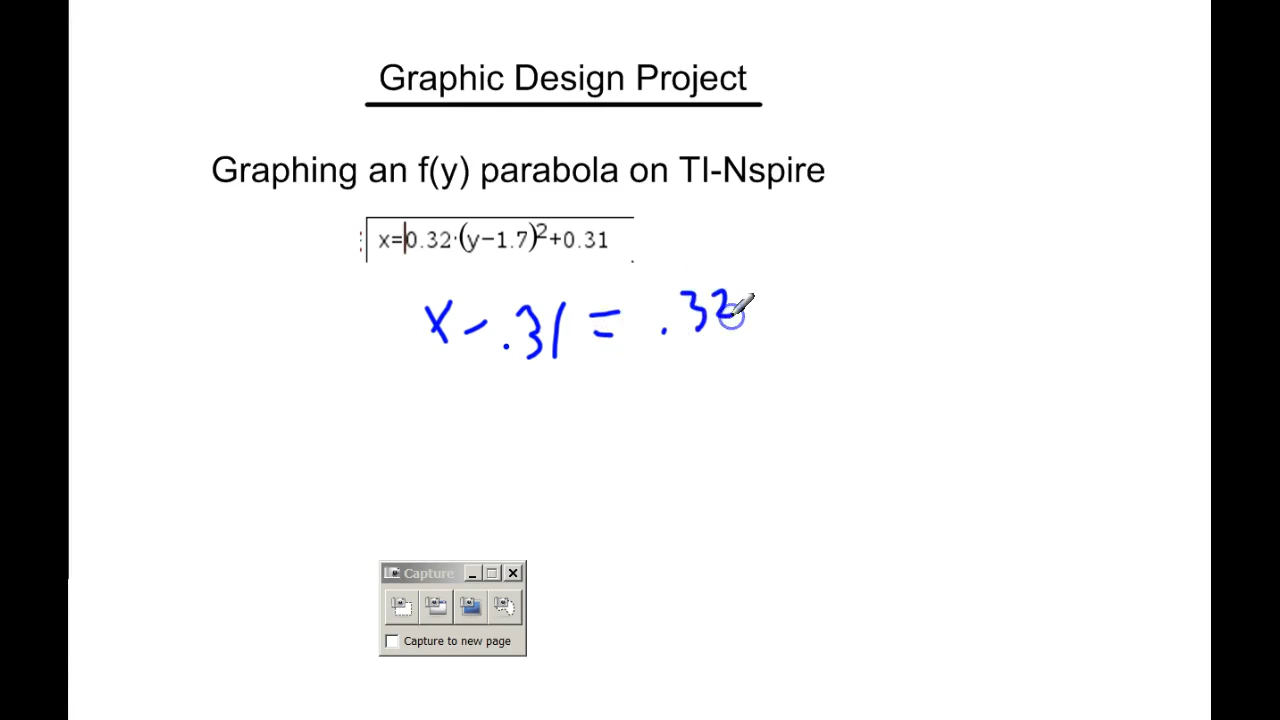 Graphic Design Project
Graphing an f(y) parabola on TI-Nspire
x=0.32·(y−1.7)²+0.31
x − .31 = .32
Capture
Capture to new page